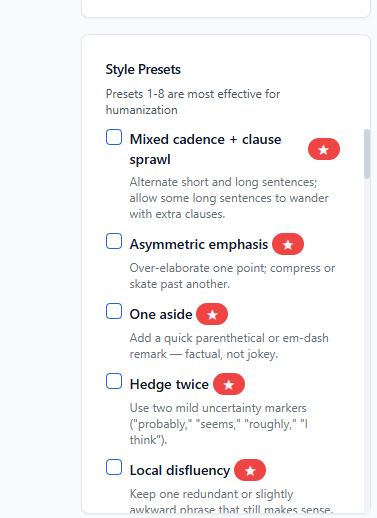 Style Presets
Presets 1-8 are most effective for
humanization
Mixed cadence + clause
sprawl
Alternate short and long sentences;
allow some long sentences to wander
with extra clauses.
Asymmetric emphasis
Over-elaborate one point; compress or
skate past another.
One aside
Add a quick parenthetical or em-dash
remark — factual, not jokey.
Hedge twice
Use two mild uncertainty markers
("probably," "seems," "roughly," "I
think").
Local disfluency
Keep one redundant or slightly
awkward phrase that still makes sense.